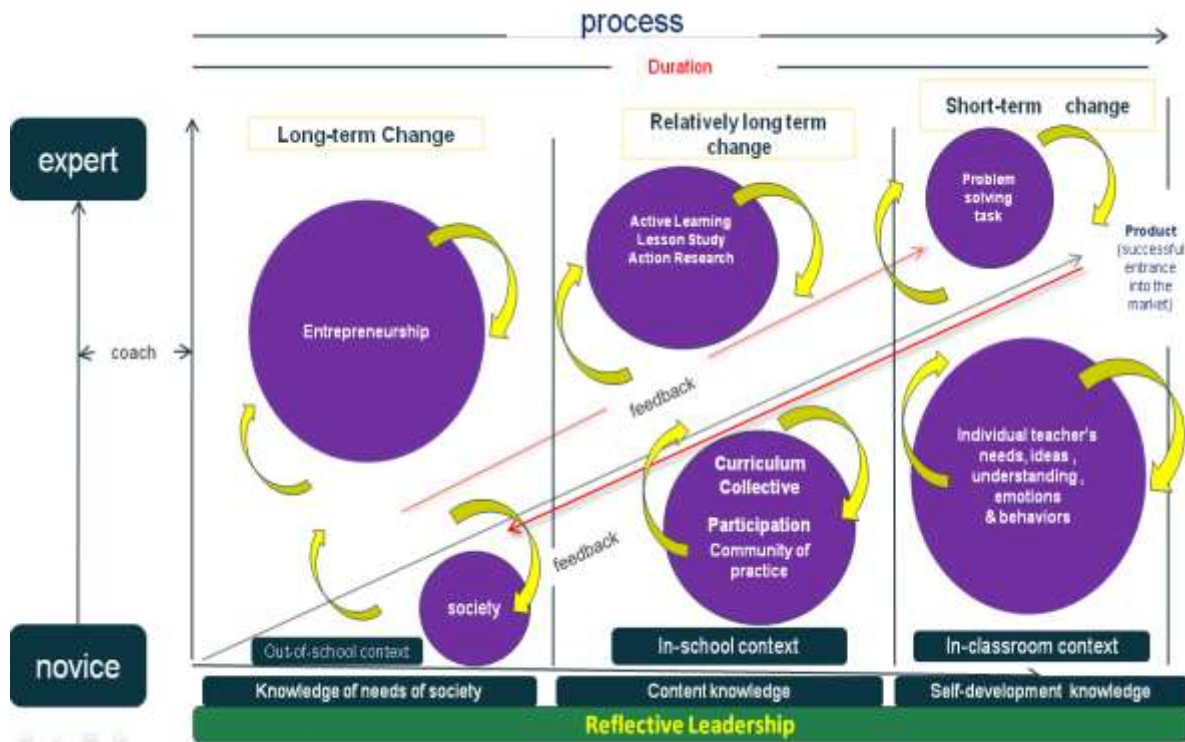 process
Duration
Long-term Change
Relatively long term
change
Short-term change
expert
Problem
solving
task
Active Learning
Lesson Study
Action Research
Product
(successful
entrance
into the
market)
Entrepreneurship
coach
feedback
Curriculum
Collective
Participation
Community of
practice
Individual teacher's
needs, ideas ,
understanding ,
emotions
& behaviors
feedback
society
novice
Out-of-school context
In-school context
In-classroom context
Knowledge of needs of society
Content knowledge
Self-development knowledge
Reflective Leadership